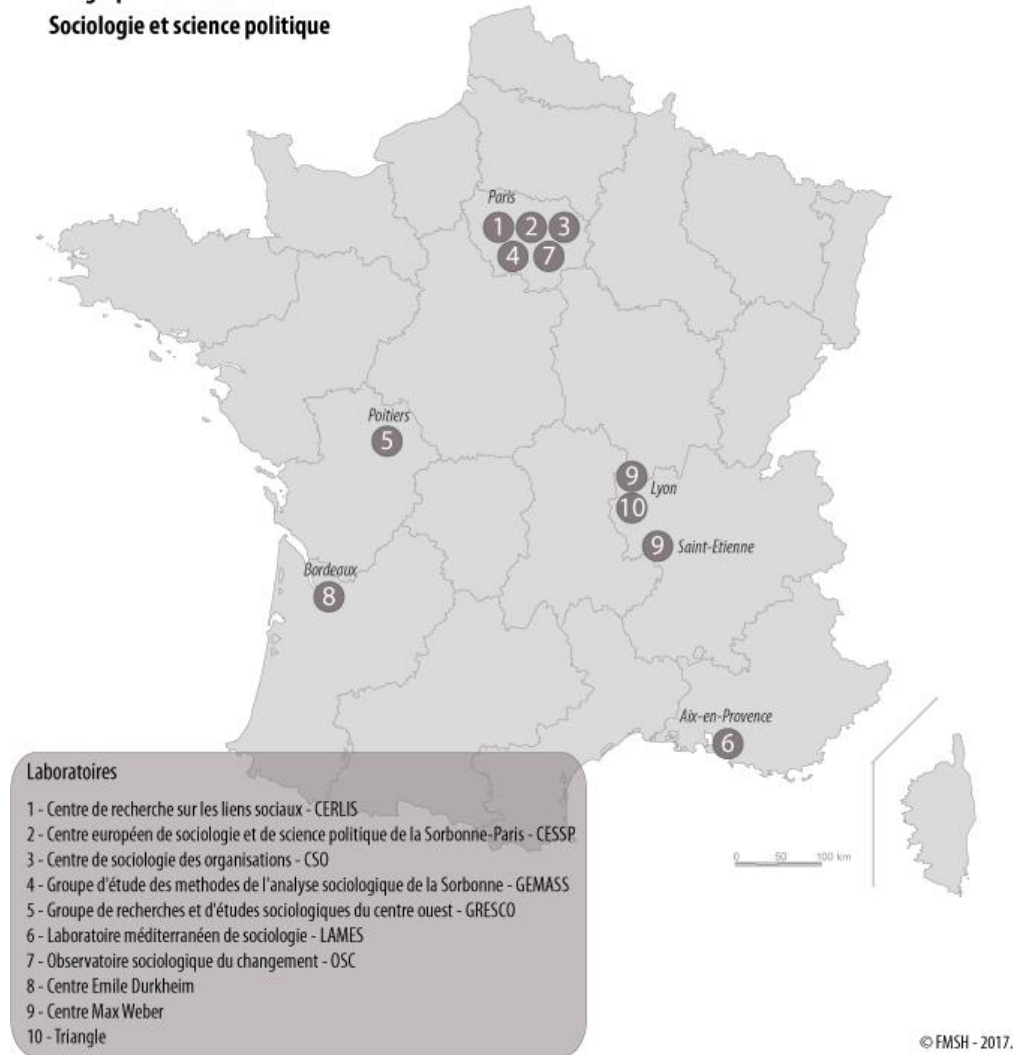 Sociologie et science politique
Paris
1 2 3
4 7
Poitiers
5
9
Lyon
10
9 Saint-Etienne
Bordeaux
8
Aix-en-Provence
6
Laboratoires
1 - Centre de recherche sur les liens sociaux - CERLIS
2 - Centre européen de sociologie et de science politique de la Sorbonne-Paris - CESSP
3 - Centre de sociologie des organisations - CSO
4 - Groupe d'étude des methodes de l'analyse sociologique de la Sorbonne - GEMASS
5 - Groupe de recherches et d'études sociologiques du centre ouest - GRESCO
6 - Laboratoire méditerranéen de sociologie - LAMES
7 - Observatoire sociologique du changement - OSC
8 - Centre Emile Durkheim
9 - Centre Max Weber
10 - Triangle
0 50 100 km
© FMSH - 2017.